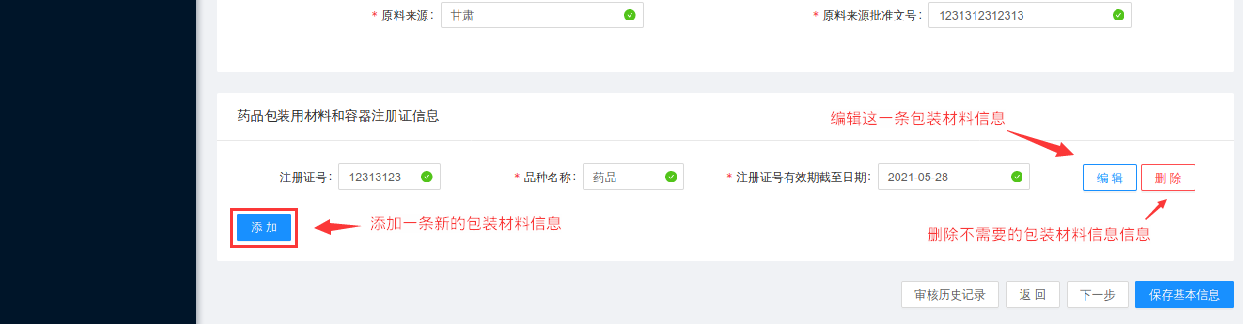 * 原料来源： 甘肃 * 原料来源批准文号： 1231312312313
药品包装用材料和容器注册证信息
编辑这一条包装材料信息
注册证号： 12313123 * 品种名称： 药品 * 注册证号有效期截至日期： 2021-05-28 编 辑 删 除
添 加 添加一条新的包装材料信息
删除不需要的包装材料信息信息
审核历史记录 返 回 下一步 保存基本信息